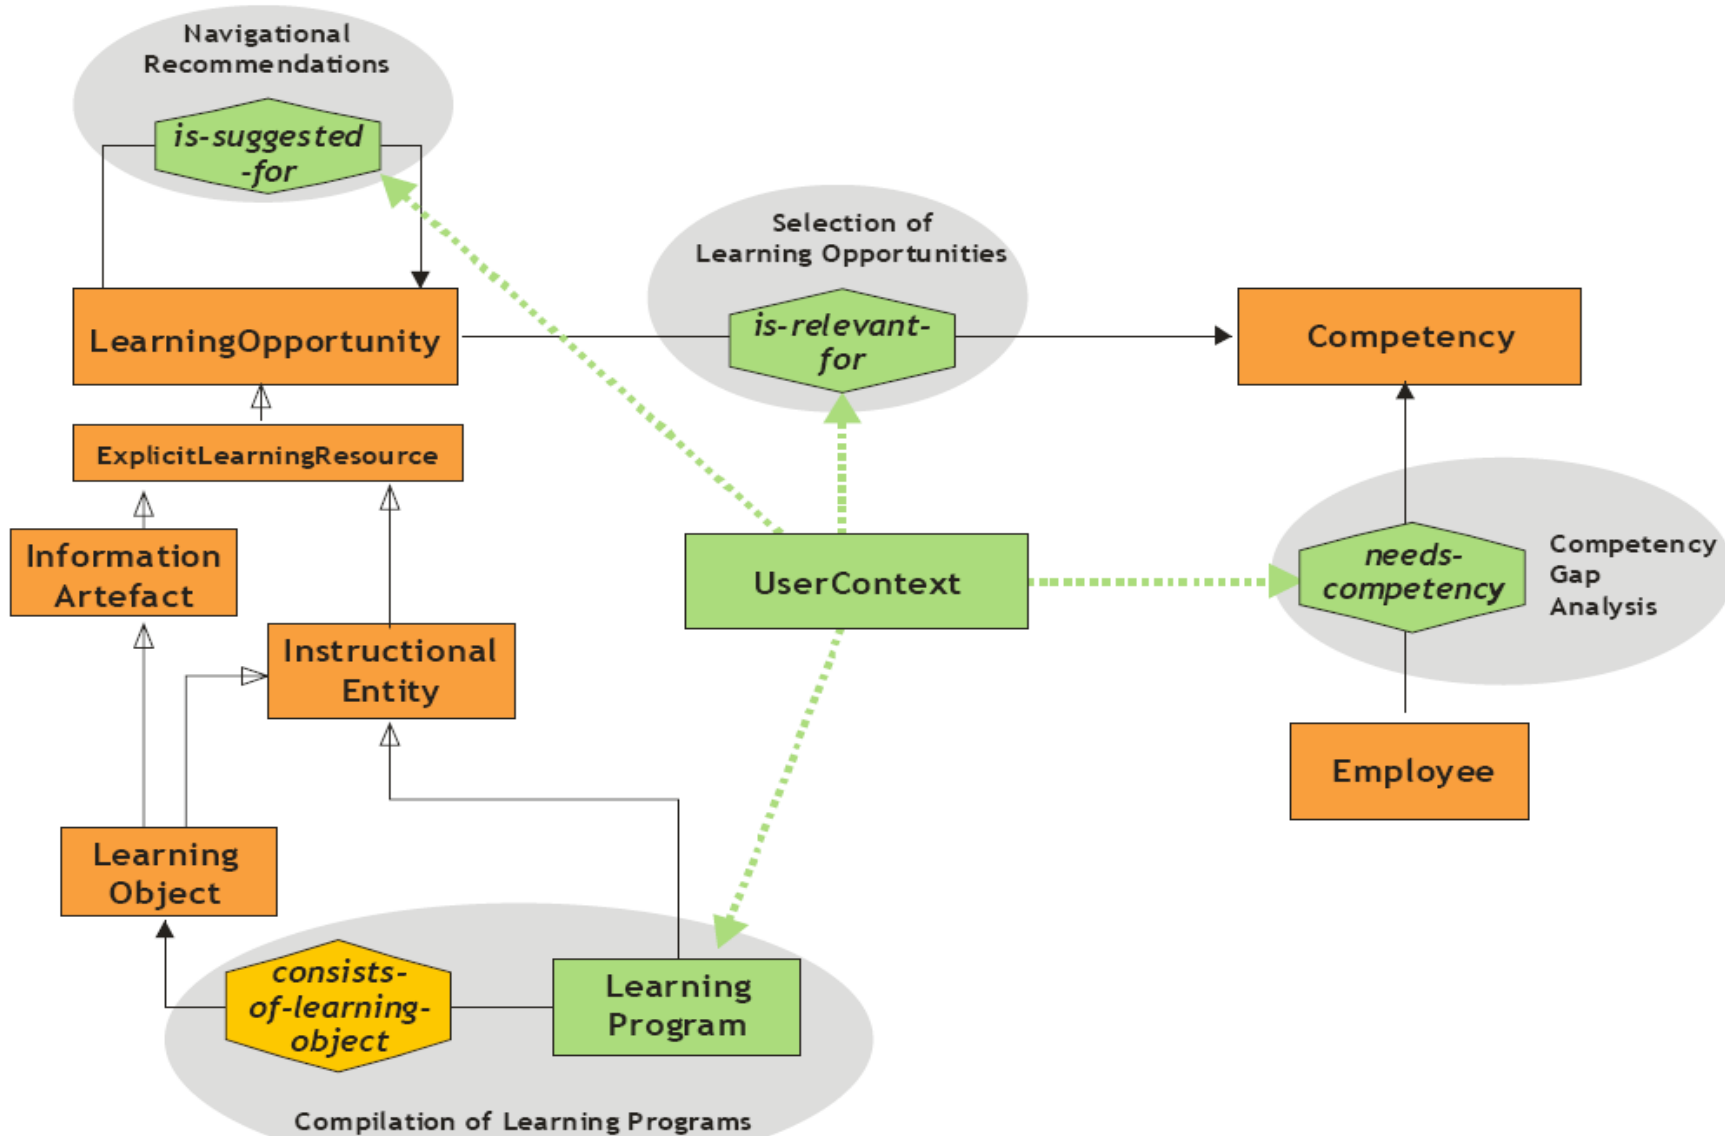 Navigational
Recommendations
is-suggested
-for
Selection of
Learning Opportunities
LearningOpportunity
is-relevant-
for
Competency
ExplicitLearningResource
Information
Artefact
UserContext
needs-
competency
Competency
Gap
Analysis
Instructional
Entity
Employee
Learning
Object
consists-
of-learning-
object
Learning
Program
Compilation of Learning Programs